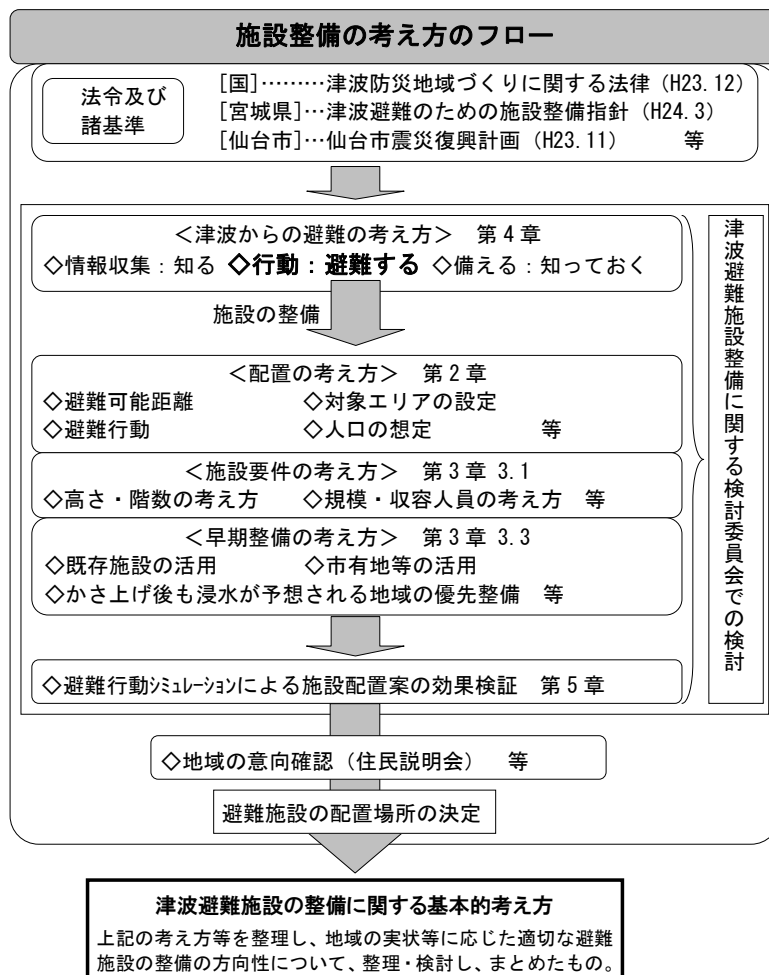 施設整備の考え方のフロー
法令及び
諸基準
[国]………津波防災地域づくりに関する法律（H23.12）
[宮城県]…津波避難のための施設整備指針（H24.3）
[仙台市]…仙台市震災復興計画（H23.11）　　等
＜津波からの避難の考え方＞　第４章
◇情報収集：知る ◇行動：避難する ◇備える：知っておく
施設の整備
＜配置の考え方＞　第２章
◇避難可能距離　　◇対象エリアの設定
◇避難行動　　◇人口の想定　　等
＜施設要件の考え方＞　第３章 3.1
◇高さ・階数の考え方　　◇規模・収容人員の考え方　等
＜早期整備の考え方＞　第３章 3.3
◇既存施設の活用　　◇市有地等の活用
◇かさ上げ後も浸水が予想される地域の優先整備　等
◇避難行動ｼﾐｭﾚｰｼｮﾝによる施設配置案の効果検証　第５章
津波避難施設整備に関する検討委員会での検討
◇地域の意向確認（住民説明会）　等
避難施設の配置場所の決定
津波避難施設の整備に関する基本的考え方
上記の考え方等を整理し、地域の実状等に応じた適切な避難
施設の整備の方向性について、整理・検討し、まとめたもの。